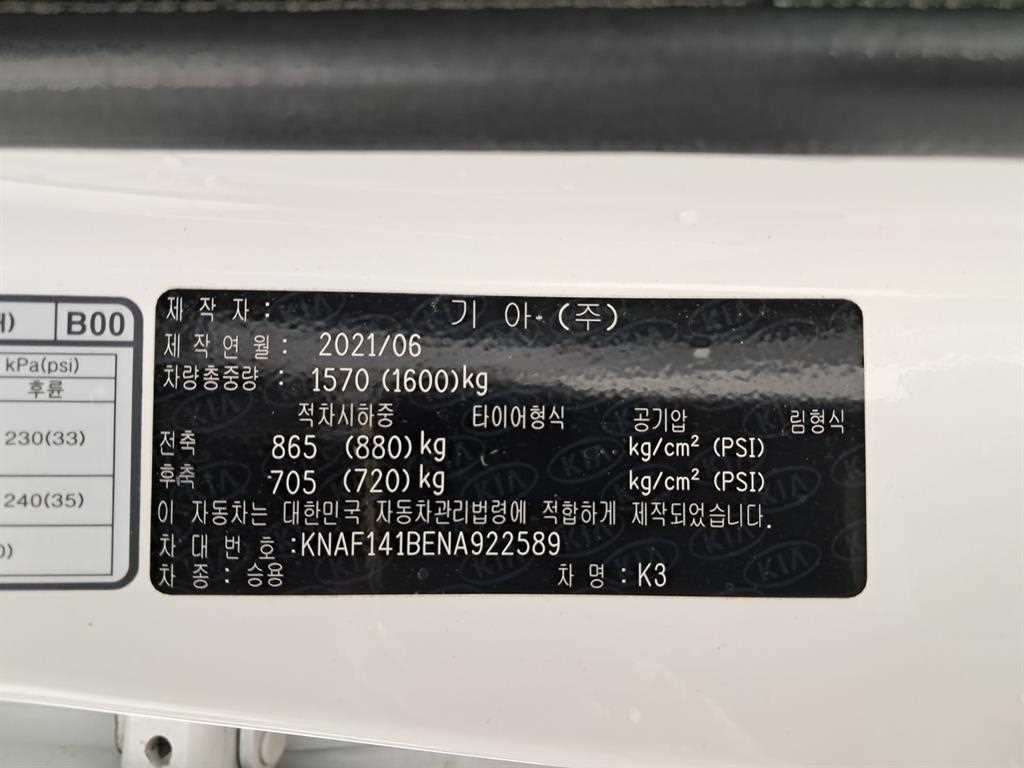 B00
kPa(psi)
후륜
230(33)
240(35)
제 작 자 : 기 아 (주)
제 작 연 월 : 2021/06
차량총중량 : 1570 (1600)kg
적차시하중 타이어형식 공기압 림형식
전축 865 (880)kg kg/cm² (PSI)
후축 705 (720)kg kg/cm² (PSI)
이 자동차는 대한민국 자동차관리법령에 적합하게 제작되었습니다.
차 대 번 호 :KNAF141BENA922589
차 종 : 승용 차 명 : K3